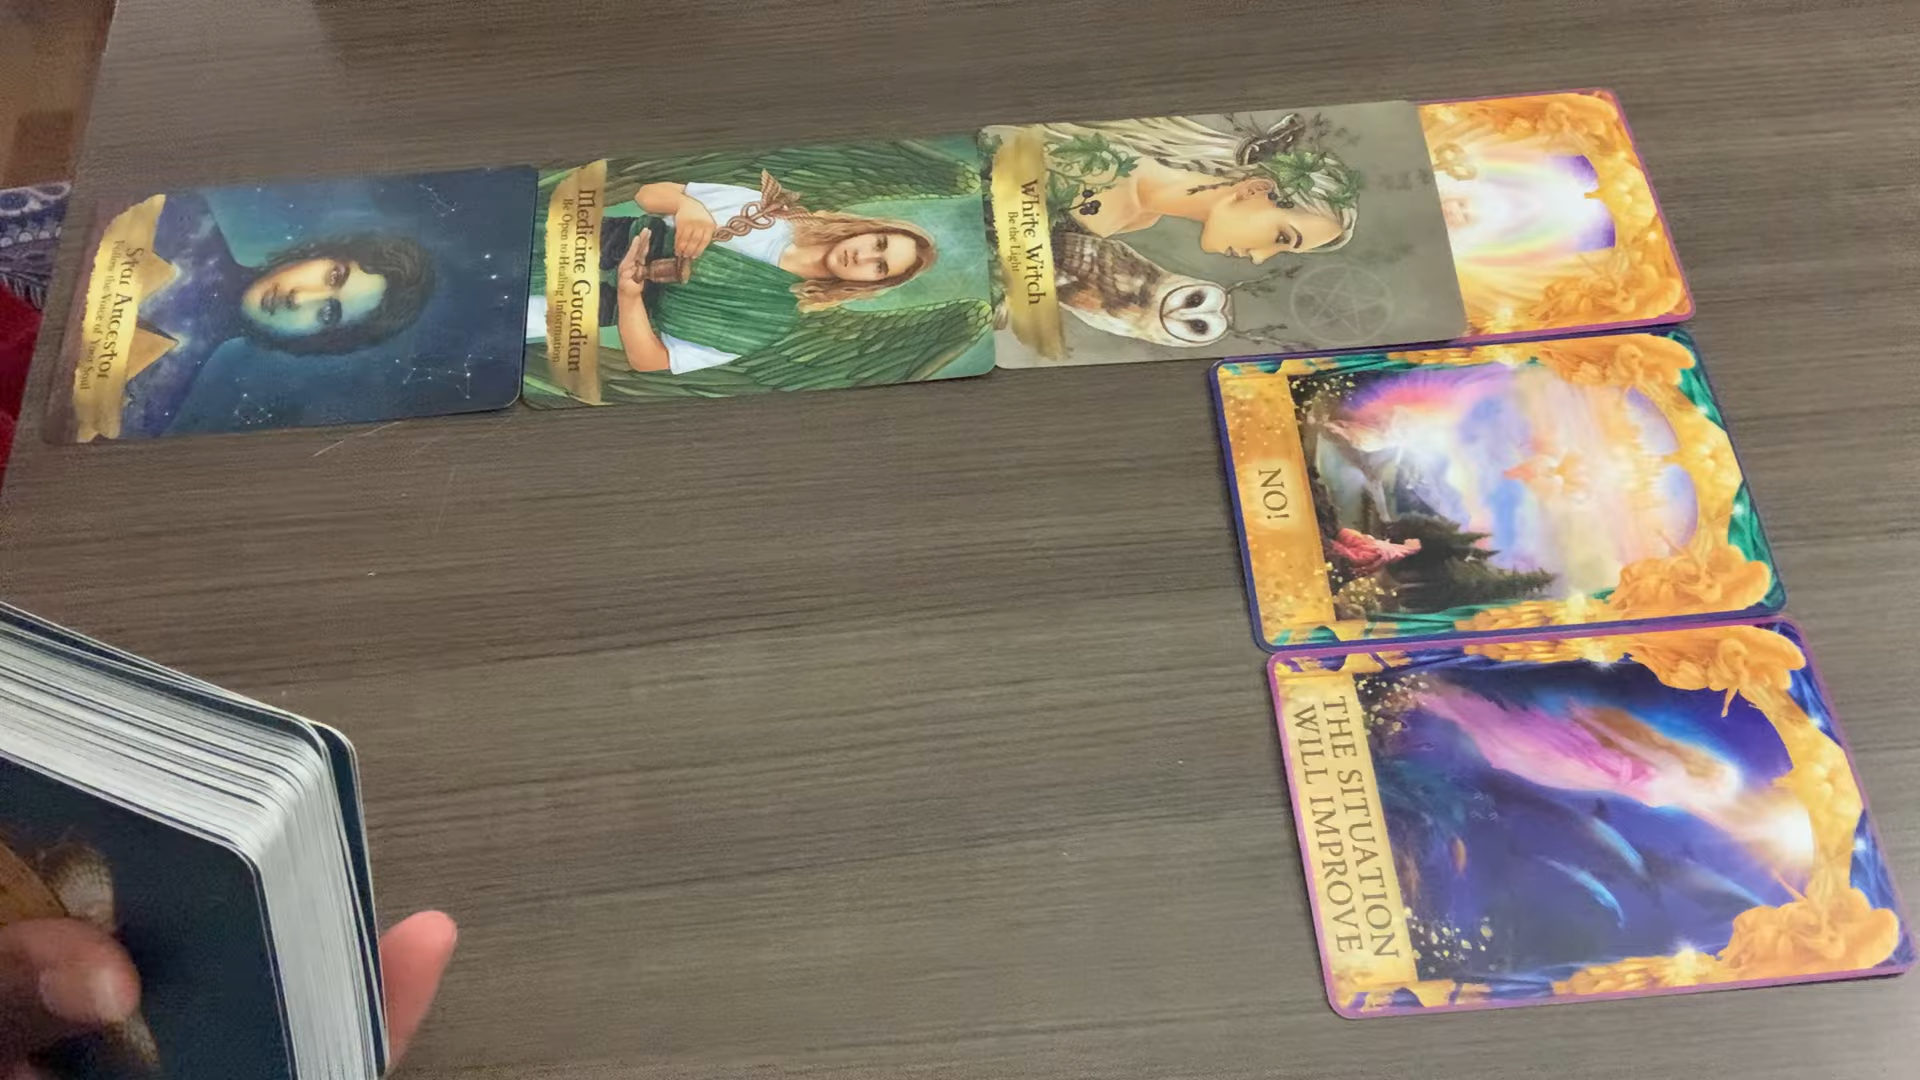 Star Ancestor
Follow the Voice of Your Soul
Medicine Guardian
Be Open to Healing Information
White Witch
Be the Light
NO!
THE SITUATION
WILL IMPROVE